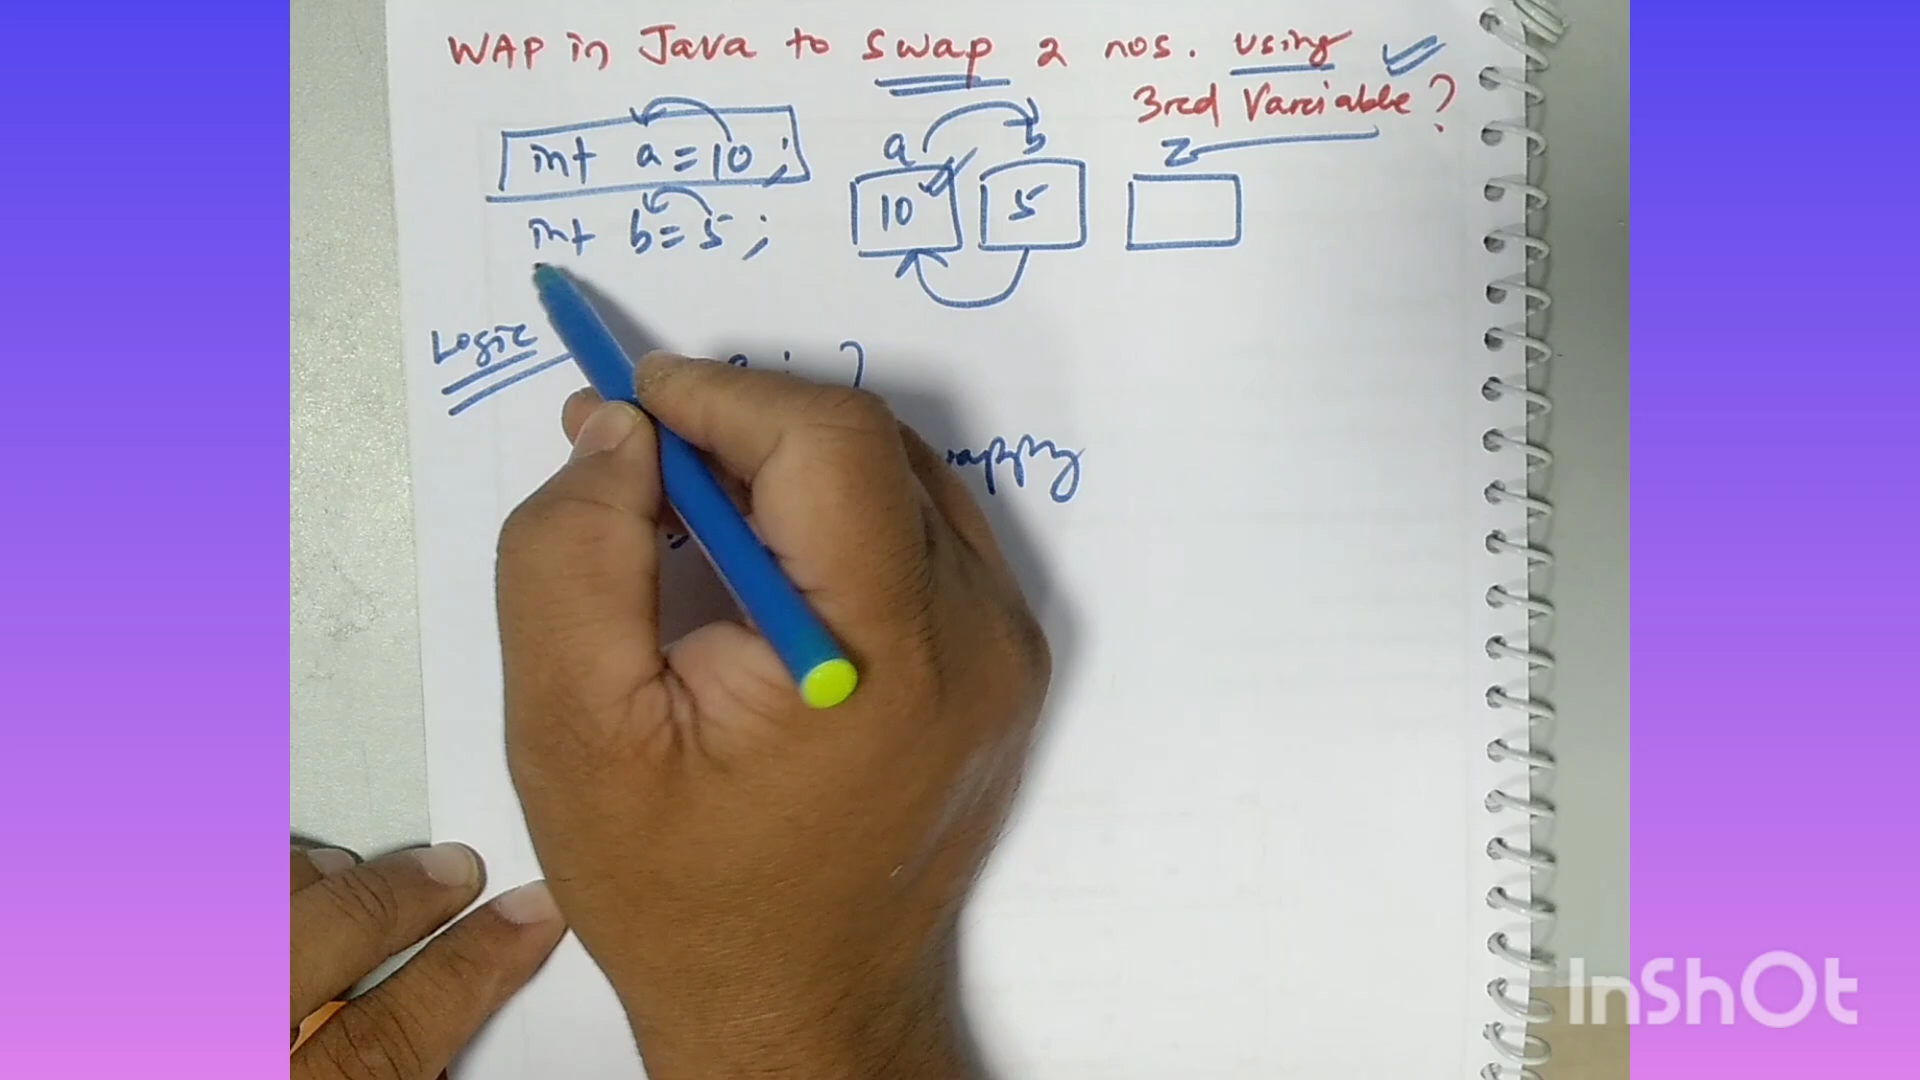 WAP in Java to swap 2 nos. using
3rd Variable?
int a = 10;
int b = 5;
a b z
10 5
Logic
a;
InShOt